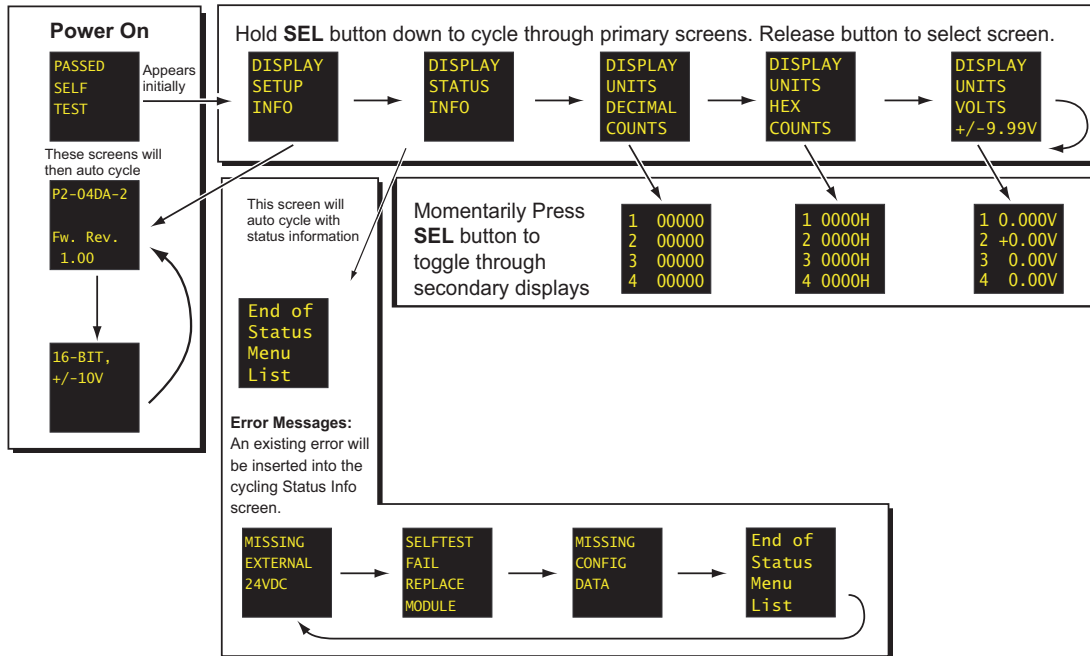 Power On
PASSED
SELF
TEST
Appears
initially
These screens will
then auto cycle
P2-04DA-2
Fw. Rev.
1.00
16-BIT,
+/-10V
Hold SEL button down to cycle through primary screens. Release button to select screen.
DISPLAY
SETUP
INFO
DISPLAY
STATUS
INFO
DISPLAY
UNITS
DECIMAL
COUNTS
DISPLAY
UNITS
HEX
COUNTS
DISPLAY
UNITS
VOLTS
+/-9.99V
Momentarily Press
SEL button to
toggle through
secondary displays
1 00000
2 00000
3 00000
4 00000
1 0000H
2 0000H
3 0000H
4 0000H
1 0.000V
2 +0.00V
3 0.00V
4 0.00V
This screen will
auto cycle with
status information
End of
Status
Menu
List
Error Messages:
An existing error will
be inserted into the
cycling Status Info
screen.
MISSING
EXTERNAL
24VDC
SELFTEST
FAIL
REPLACE
MODULE
MISSING
CONFIG
DATA
End of
Status
Menu
List